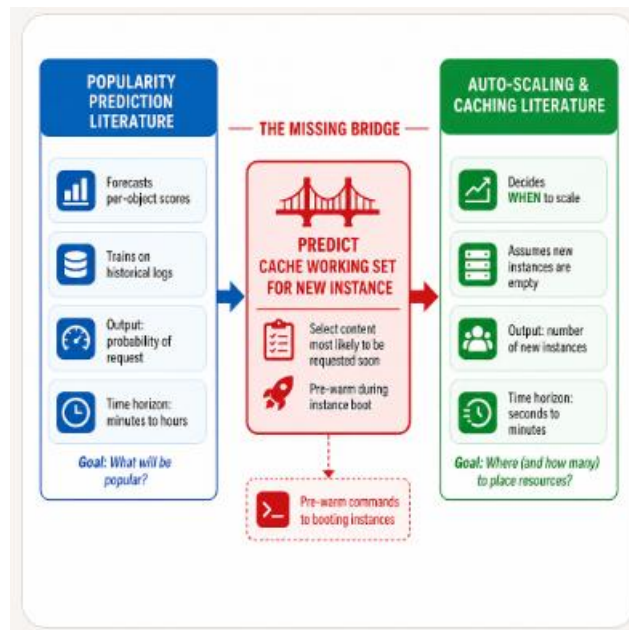 POPULARITY
PREDICTION
LITERATURE
Forecasts
per-object scores
Trains on
historical logs
Output:
probability of
request
Time horizon:
minutes to hours
Goal: What will be
popular?
THE MISSING BRIDGE
PREDICT
CACHE WORKING SET
FOR NEW INSTANCE
Select content
most likely to be
requested soon
Pre-warm during
instance boot
Pre-warm commands
to booting instances
AUTO-SCALING &
CACHING LITERATURE
Decides
WHEN to scale
Assumes new
instances are
empty
Output: number
of new instances
Time horizon:
seconds to
minutes
Goal: Where (and how many)
to place resources?